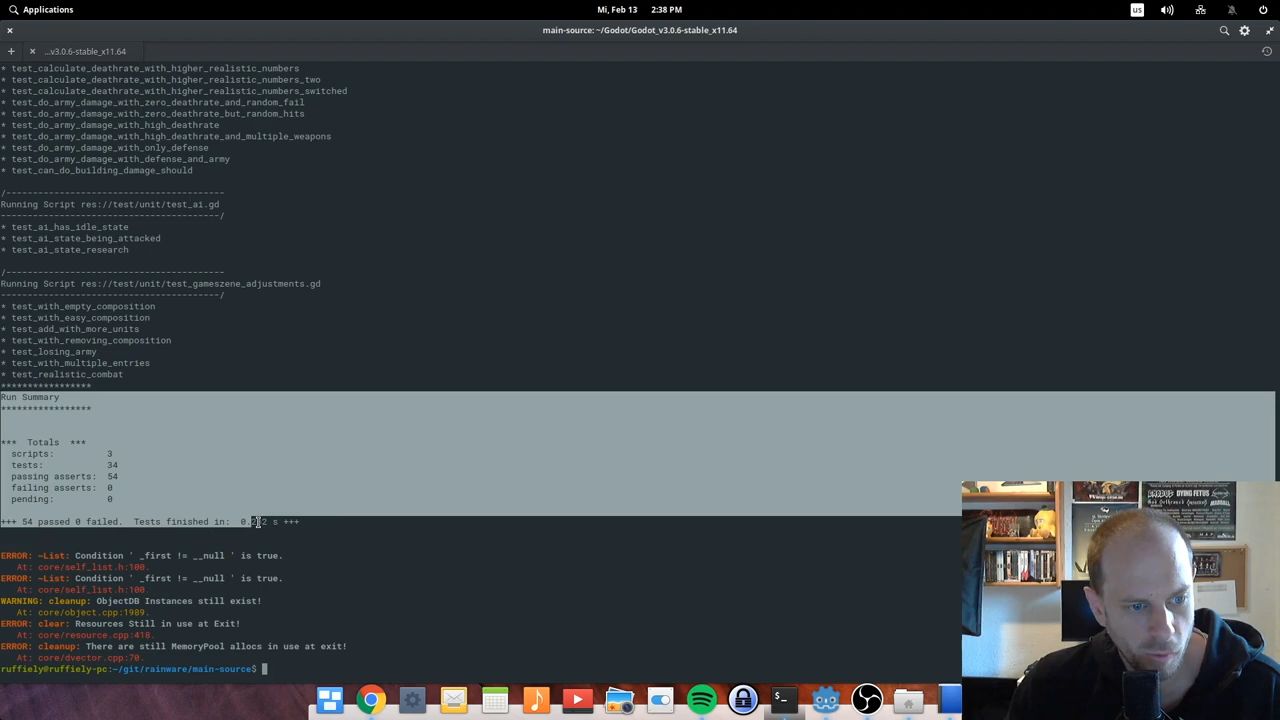 Applications
Mi, Feb 13 2:38 PM
us
main-source: ~/Godot/Godot_v3.0.6-stable_x11.64
...v3.0.6-stable_x11.64
* test_calculate_deathrate_with_higher_realistic_numbers
* test_calculate_deathrate_with_higher_realistic_numbers_two
* test_calculate_deathrate_with_higher_realistic_numbers_switched
* test_do_army_damage_with_zero_deathrate_and_random_fail
* test_do_army_damage_with_zero_deathrate_but_random_hits
* test_do_army_damage_with_high_deathrate
* test_do_army_damage_with_high_deathrate_and_multiple_weapons
* test_do_army_damage_with_only_defense
* test_do_army_damage_with_defense_and_army
* test_can_do_building_damage_should
/-----------------------------------------
Running Script res://test/unit/test_ai.gd
-----------------------------------------/
* test_ai_has_idle_state
* test_ai_state_being_attacked
* test_ai_state_research
/-----------------------------------------
Running Script res://test/unit/test_gameszene_adjustments.gd
-----------------------------------------/
* test_with_empty_composition
* test_with_easy_composition
* test_add_with_more_units
* test_with_removing_composition
* test_losing_army
* test_with_multiple_entries
* test_realistic_combat
*****************
Run Summary
*****************
*** Totals ***
scripts: 3
tests: 34
passing asserts: 54
failing asserts: 0
pending: 0
+++ 54 passed 0 failed. Tests finished in: s +++
ERROR: ~List: Condition ' _first != __null ' is true.
At: core/self_list.h:100.
ERROR: ~List: Condition ' _first != __null ' is true.
At: core/self_list.h:100.
WARNING: cleanup: ObjectDB Instances still exist!
At: core/object.cpp:1989.
ERROR: clear: Resources Still in use at Exit!
At: core/resource.cpp:418.
ERROR: cleanup: There are still MemoryPool allocs in use at exit!
At: core/dvector.cpp:70.
ruffiely@ruffiely-pc:~/git/rainware/main-source$